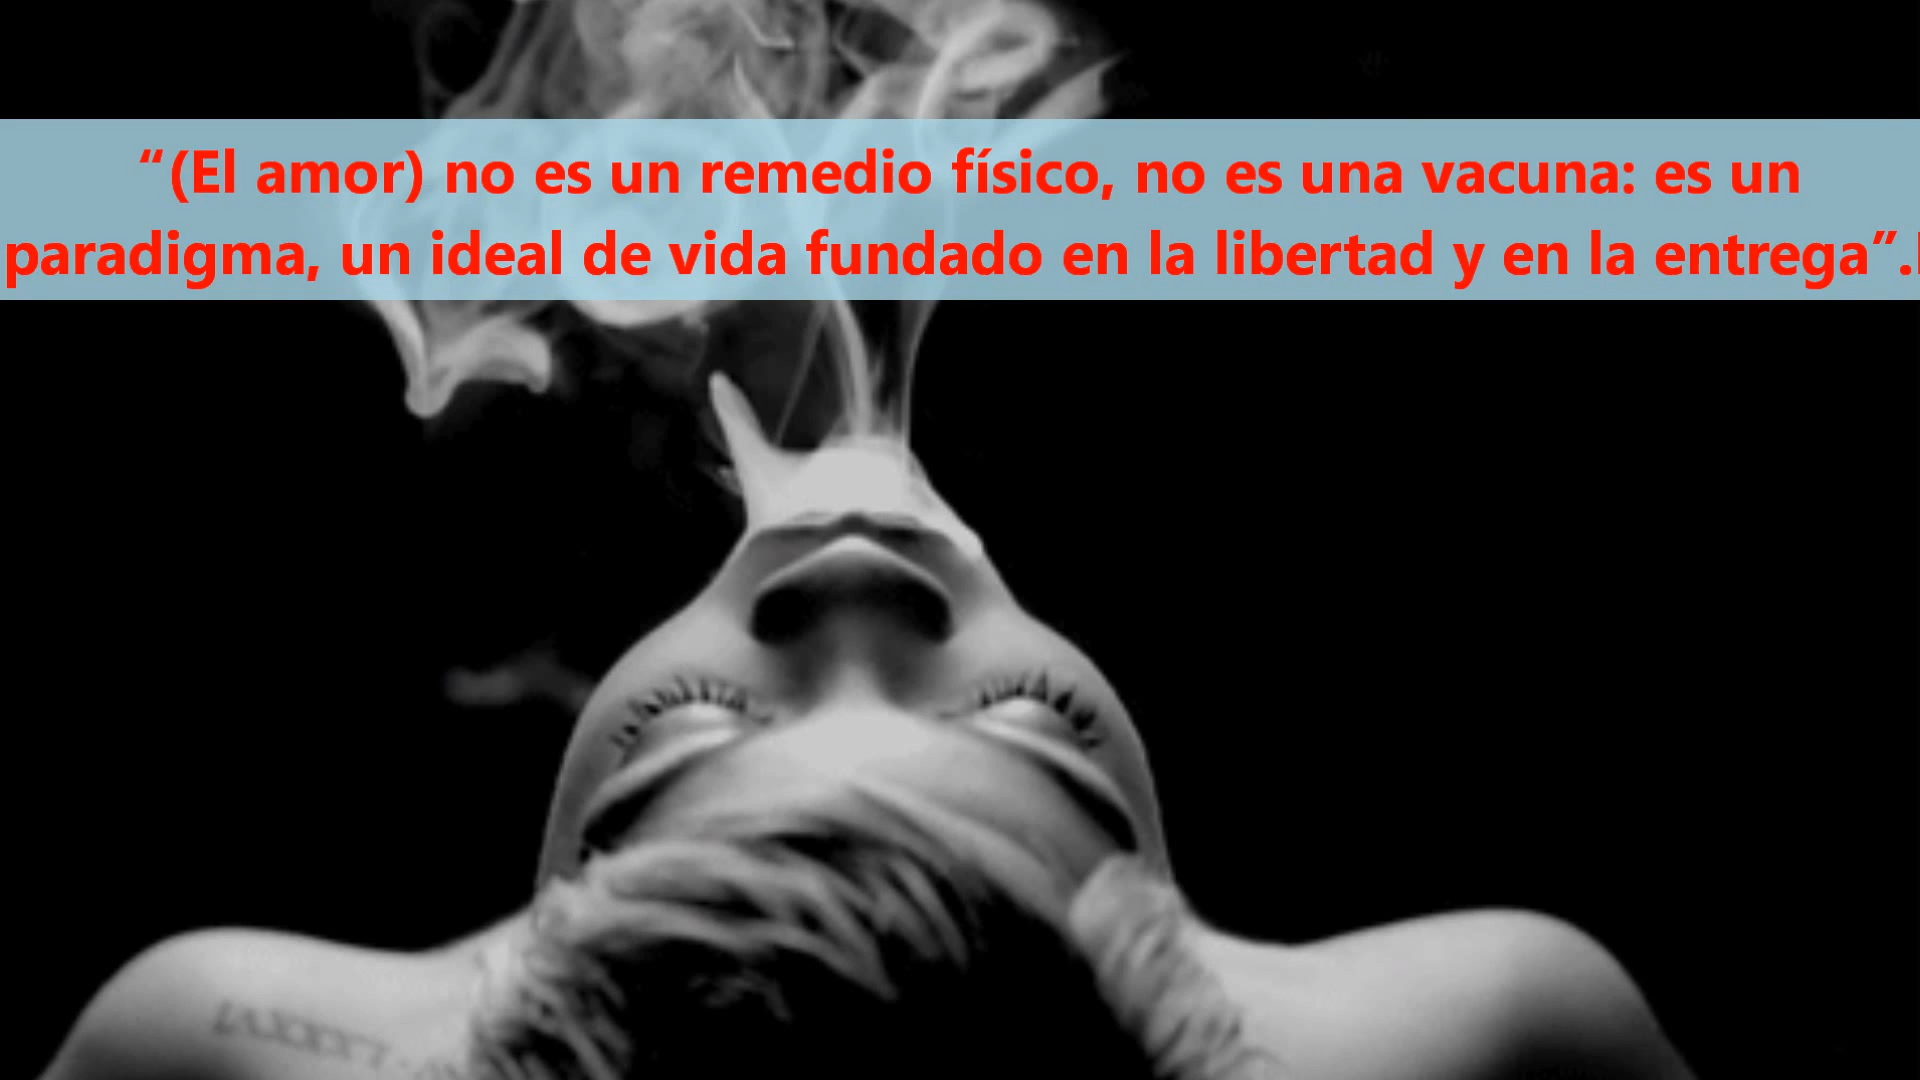 “(El amor) no es un remedio físico, no es una vacuna: es un
paradigma, un ideal de vida fundado en la libertad y en la entrega”.